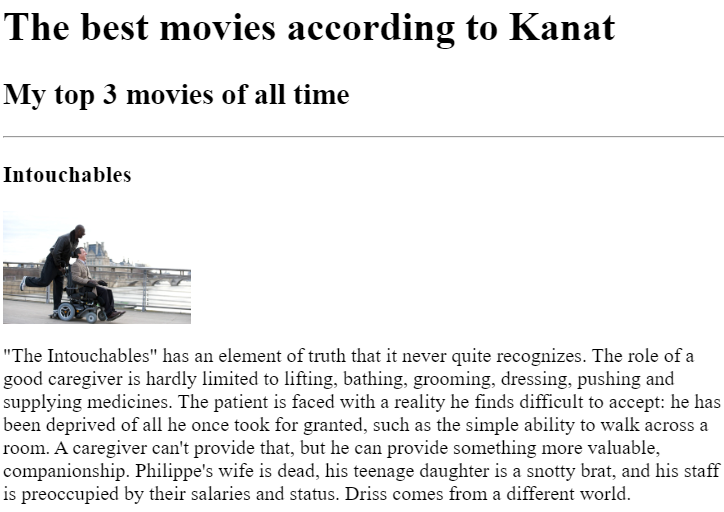 The best movies according to Kanat
My top 3 movies of all time
Intouchables
"The Intouchables" has an element of truth that it never quite recognizes. The role of a
good caregiver is hardly limited to lifting, bathing, grooming, dressing, pushing and
supplying medicines. The patient is faced with a reality he finds difficult to accept: he has
been deprived of all he once took for granted, such as the simple ability to walk across a
room. A caregiver can't provide that, but he can provide something more valuable,
companionship. Philippe's wife is dead, his teenage daughter is a snotty brat, and his staff
is preoccupied by their salaries and status. Driss comes from a different world.